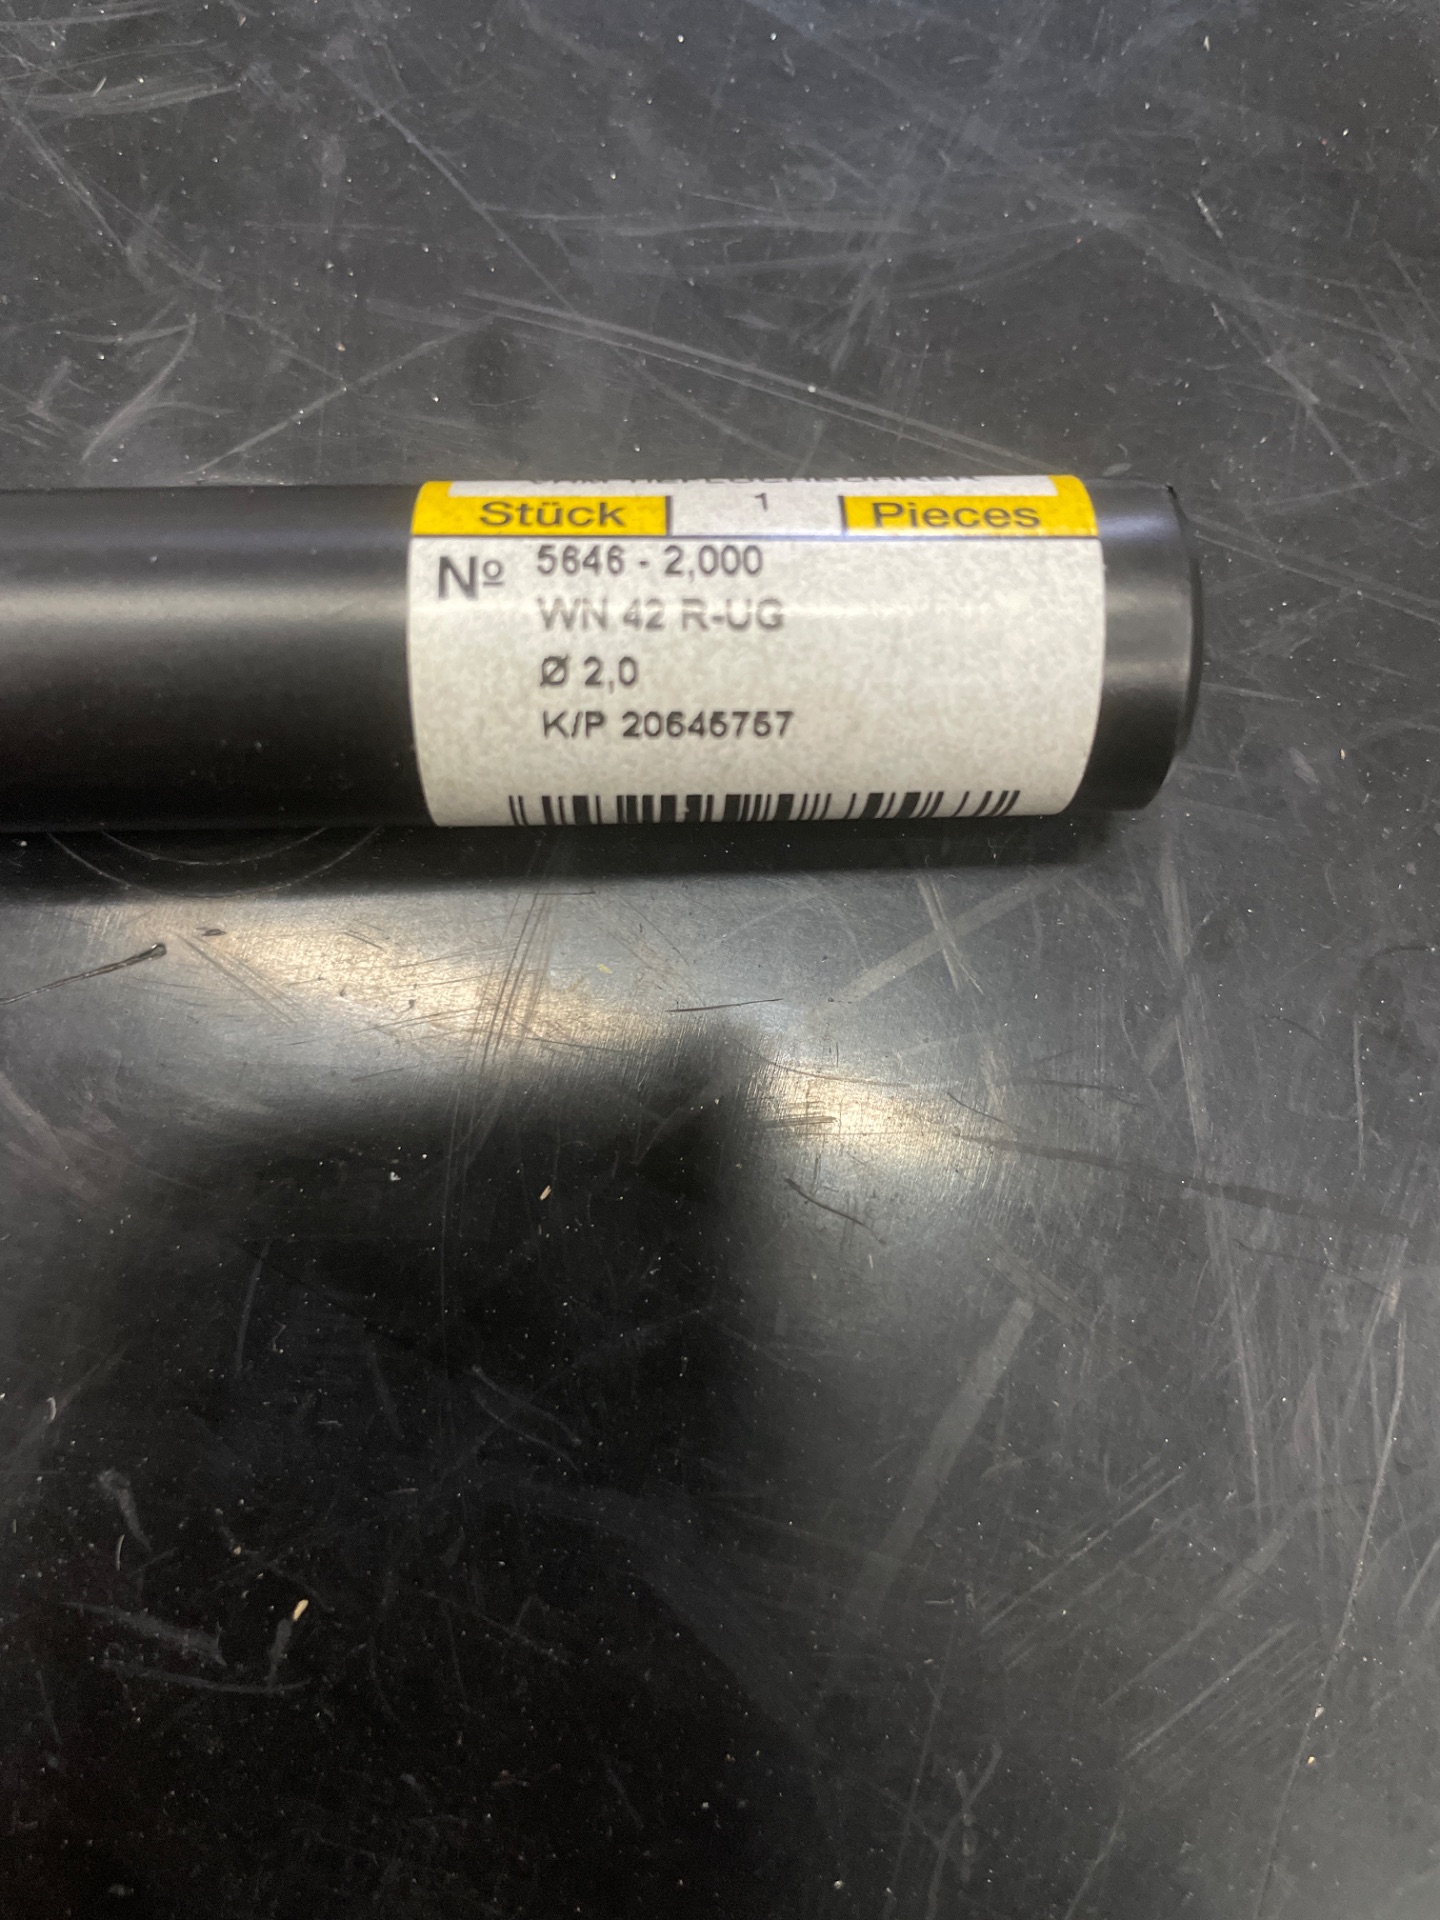 Stück 1 Pieces
Nº 5646 - 2,000
WN 42 R-UG
Ø 2,0
K/P 20645757